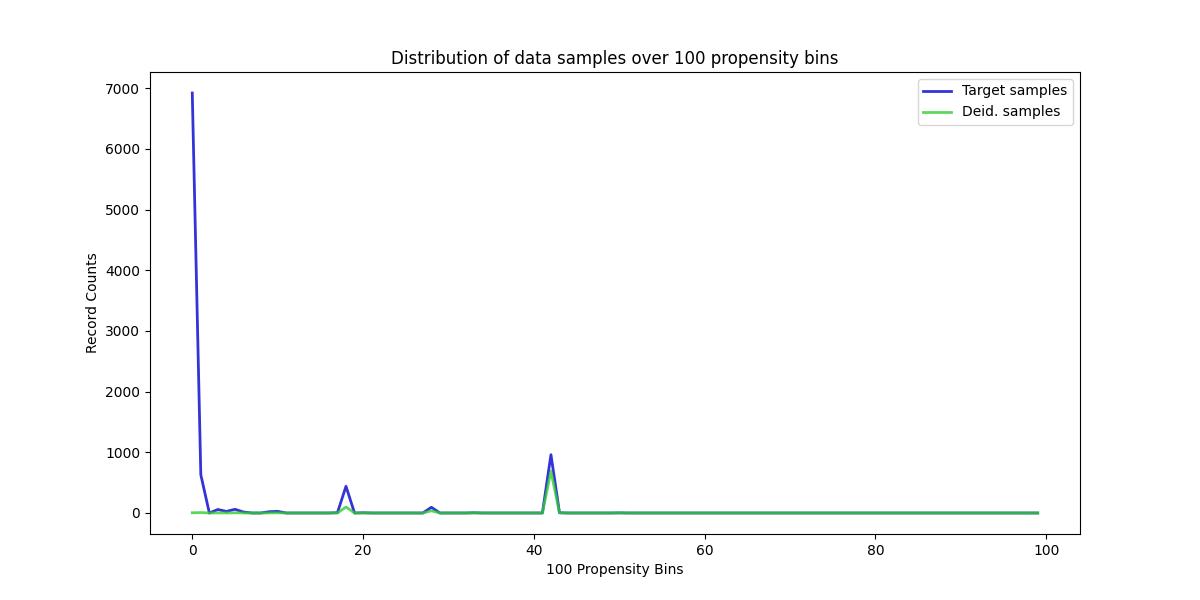 Distribution of data samples over 100 propensity bins
Target samples
Deid. samples
7000
6000
5000
4000
3000
2000
1000
0
Record Counts
0 20 40 60 80 100
100 Propensity Bins